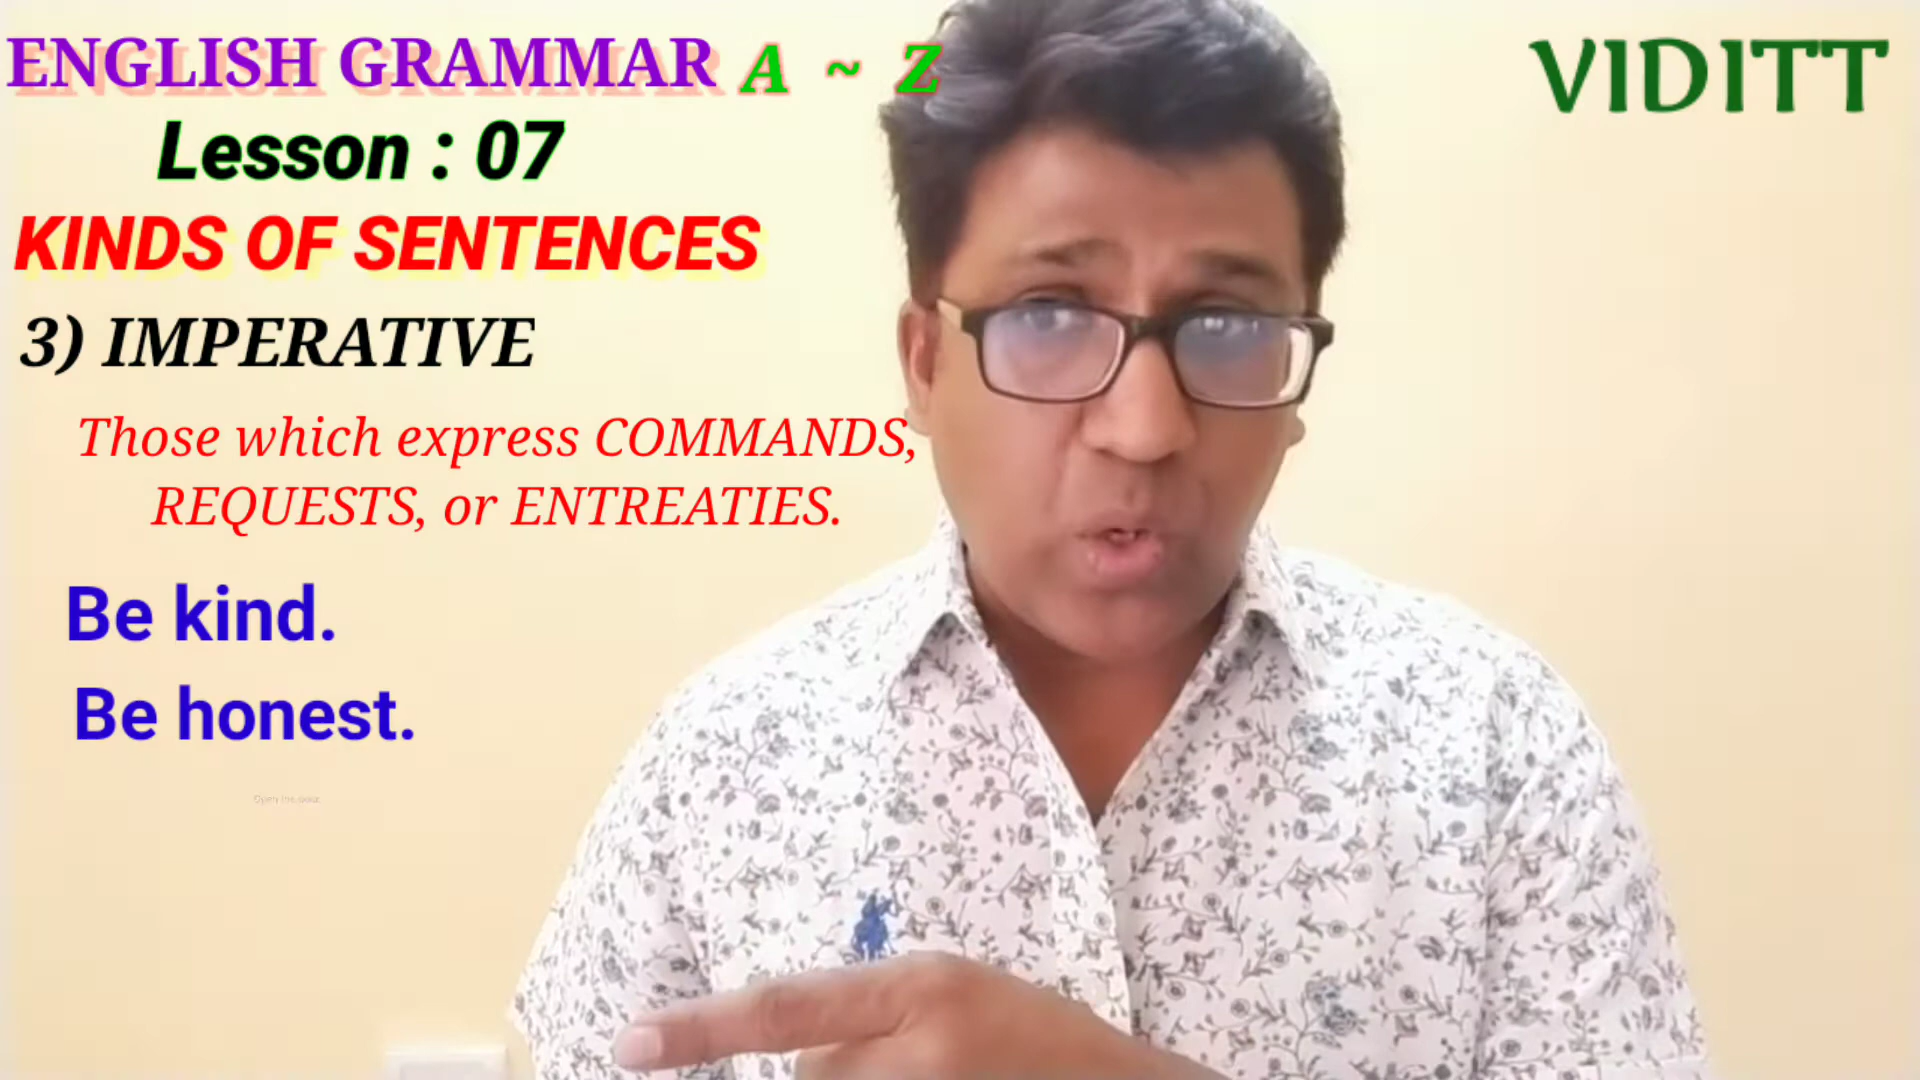 ENGLISH GRAMMAR A ~ Z
VIDITT
Lesson : 07
KINDS OF SENTENCES
3) IMPERATIVE
Those which express COMMANDS,
REQUESTS, or ENTREATIES.
Be kind.
Be honest.